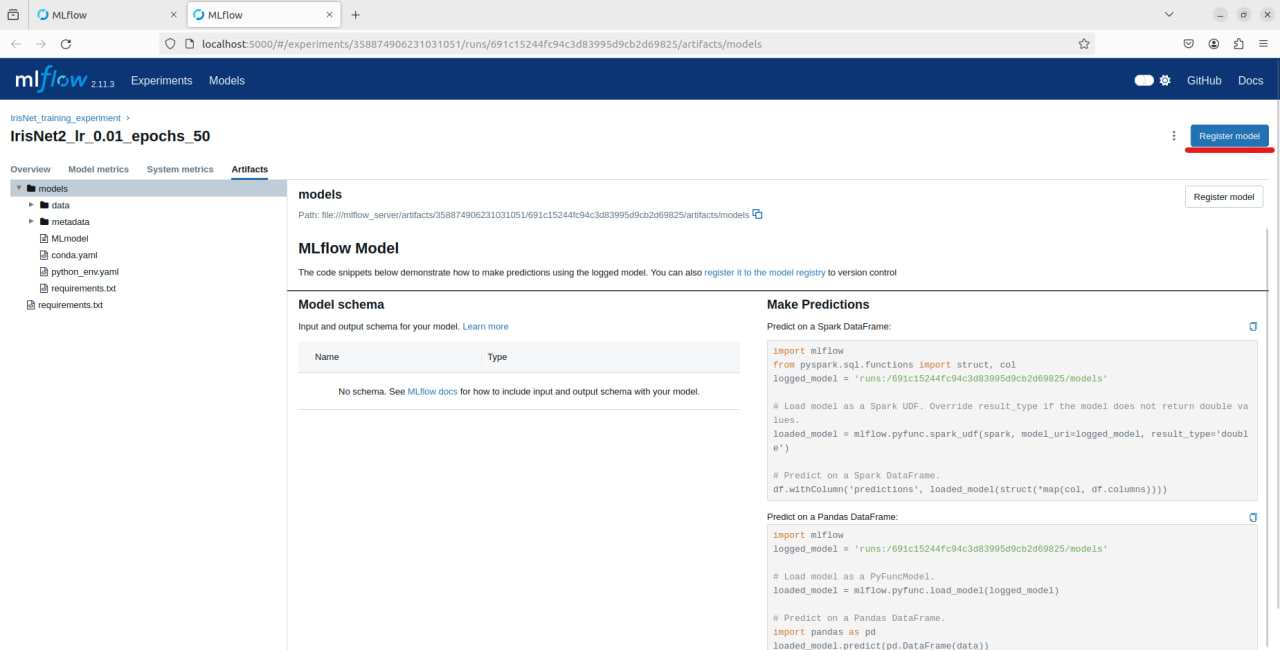 MLflow
MLflow
localhost:5000/#/experiments/358874906231031051/runs/691c15244fc94c3d83995d9cb2d69825/artifacts/models
mlflow 2.11.3
Experiments
Models
GitHub
Docs
IrisNet_training_experiment
IrisNet2_lr_0.01_epochs_50
Register model
Overview
Model metrics
System metrics
Artifacts
models
data
metadata
MLmodel
conda.yaml
python_env.yaml
requirements.txt
requirements.txt
models
Register model
Path: file:///mlflow_server/artifacts/358874906231031051/691c15244fc94c3d83995d9cb2d69825/artifacts/models
MLflow Model
The code snippets below demonstrate how to make predictions using the logged model. You can also register it to the model registry to version control
Model schema
Input and output schema for your model. Learn more
Name
Type
No schema. See MLflow docs for how to include input and output schema with your model.
Make Predictions
Predict on a Spark DataFrame:
import mlflow
from pyspark.sql.functions import struct, col
logged_model = 'runs:/691c15244fc94c3d83995d9cb2d69825/models'
# Load model as a Spark UDF. Override result_type if the model does not return double va
lues.
loaded_model = mlflow.pyfunc.spark_udf(spark, model_uri=logged_model, result_type='doubl
e')
# Predict on a Spark DataFrame.
df.withColumn('predictions', loaded_model(struct(*map(col, df.columns))))
Predict on a Pandas DataFrame:
import mlflow
logged_model = 'runs:/691c15244fc94c3d83995d9cb2d69825/models'
# Load model as a PyFuncModel.
loaded_model = mlflow.pyfunc.load_model(logged_model)
# Predict on a Pandas DataFrame.
import pandas as pd
loaded_model.predict(pd.DataFrame(data))